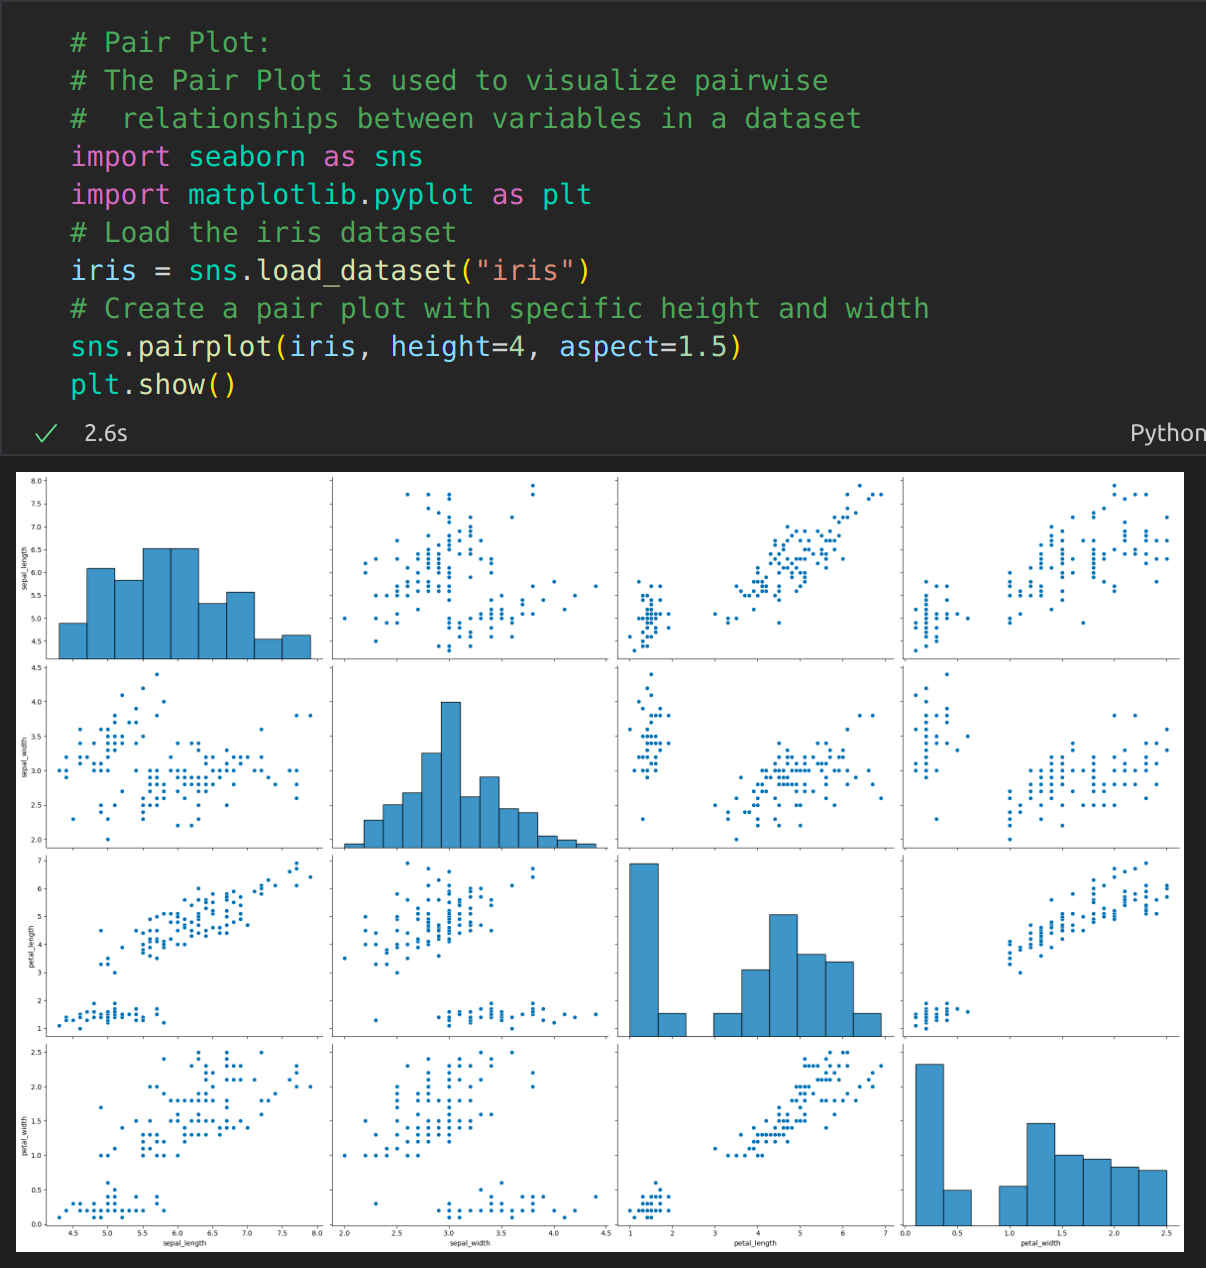 # Pair Plot:
# The Pair Plot is used to visualize pairwise
#  relationships between variables in a dataset
import seaborn as sns
import matplotlib.pyplot as plt
# Load the iris dataset
iris = sns.load_dataset("iris")
# Create a pair plot with specific height and width
sns.pairplot(iris, height=4, aspect=1.5)
plt.show()
2.6s Python
8.0
7.5
7.0
6.5
6.0
5.5
5.0
4.5
sepal_length
4.5
4.0
3.5
3.0
2.5
2.0
sepal_width
7
6
5
4
3
2
1
petal_length
2.5
2.0
1.5
1.0
0.5
0.0
petal_width
4.5 5.0 5.5 6.0 6.5 7.0 7.5 8.0 2.0 2.5 3.0 3.5 4.0 4.5 1 2 3 4 5 6 7 0.0 0.5 1.0 1.5 2.0 2.5
sepal_length sepal_width petal_length petal_width